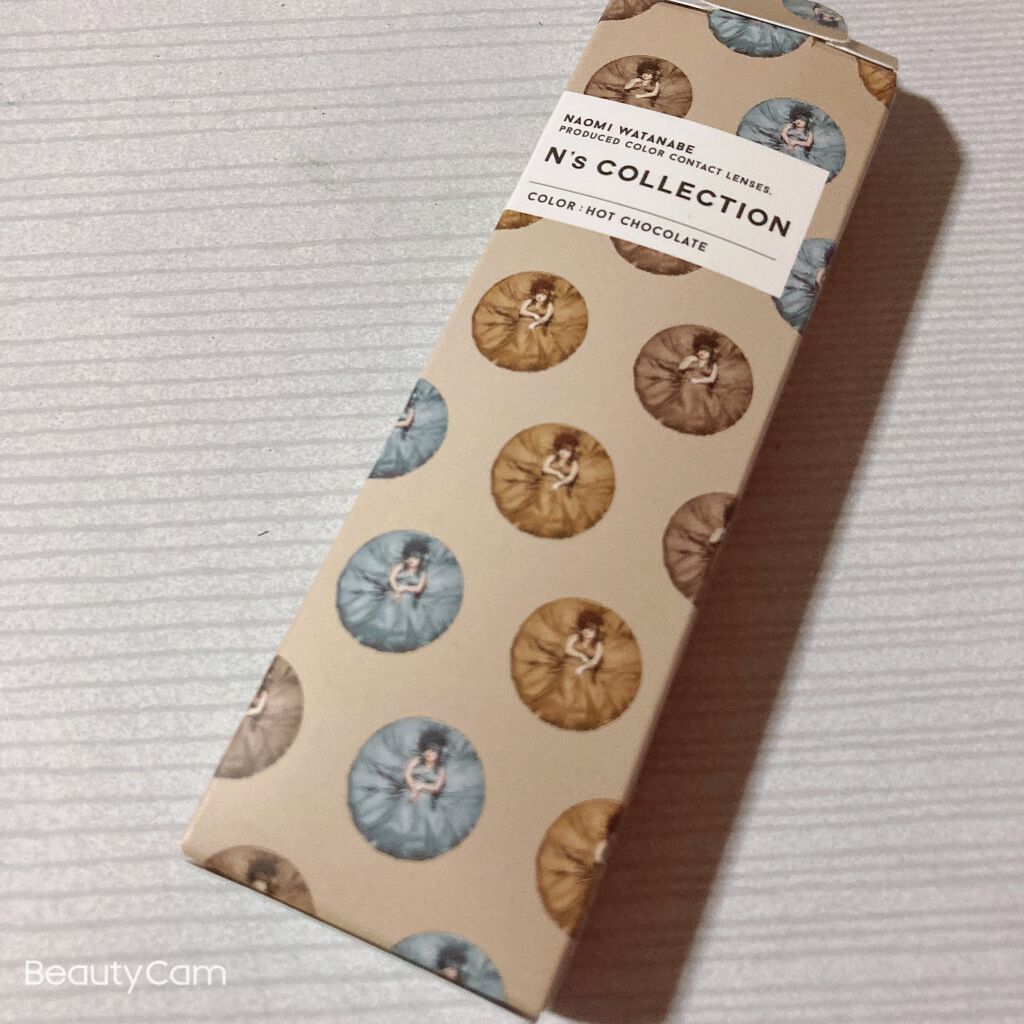 NAOMI WATANABE
PRODUCED COLOR CONTACT LENSES.
N's COLLECTION
COLOR : HOT CHOCOLATE
BeautyCam